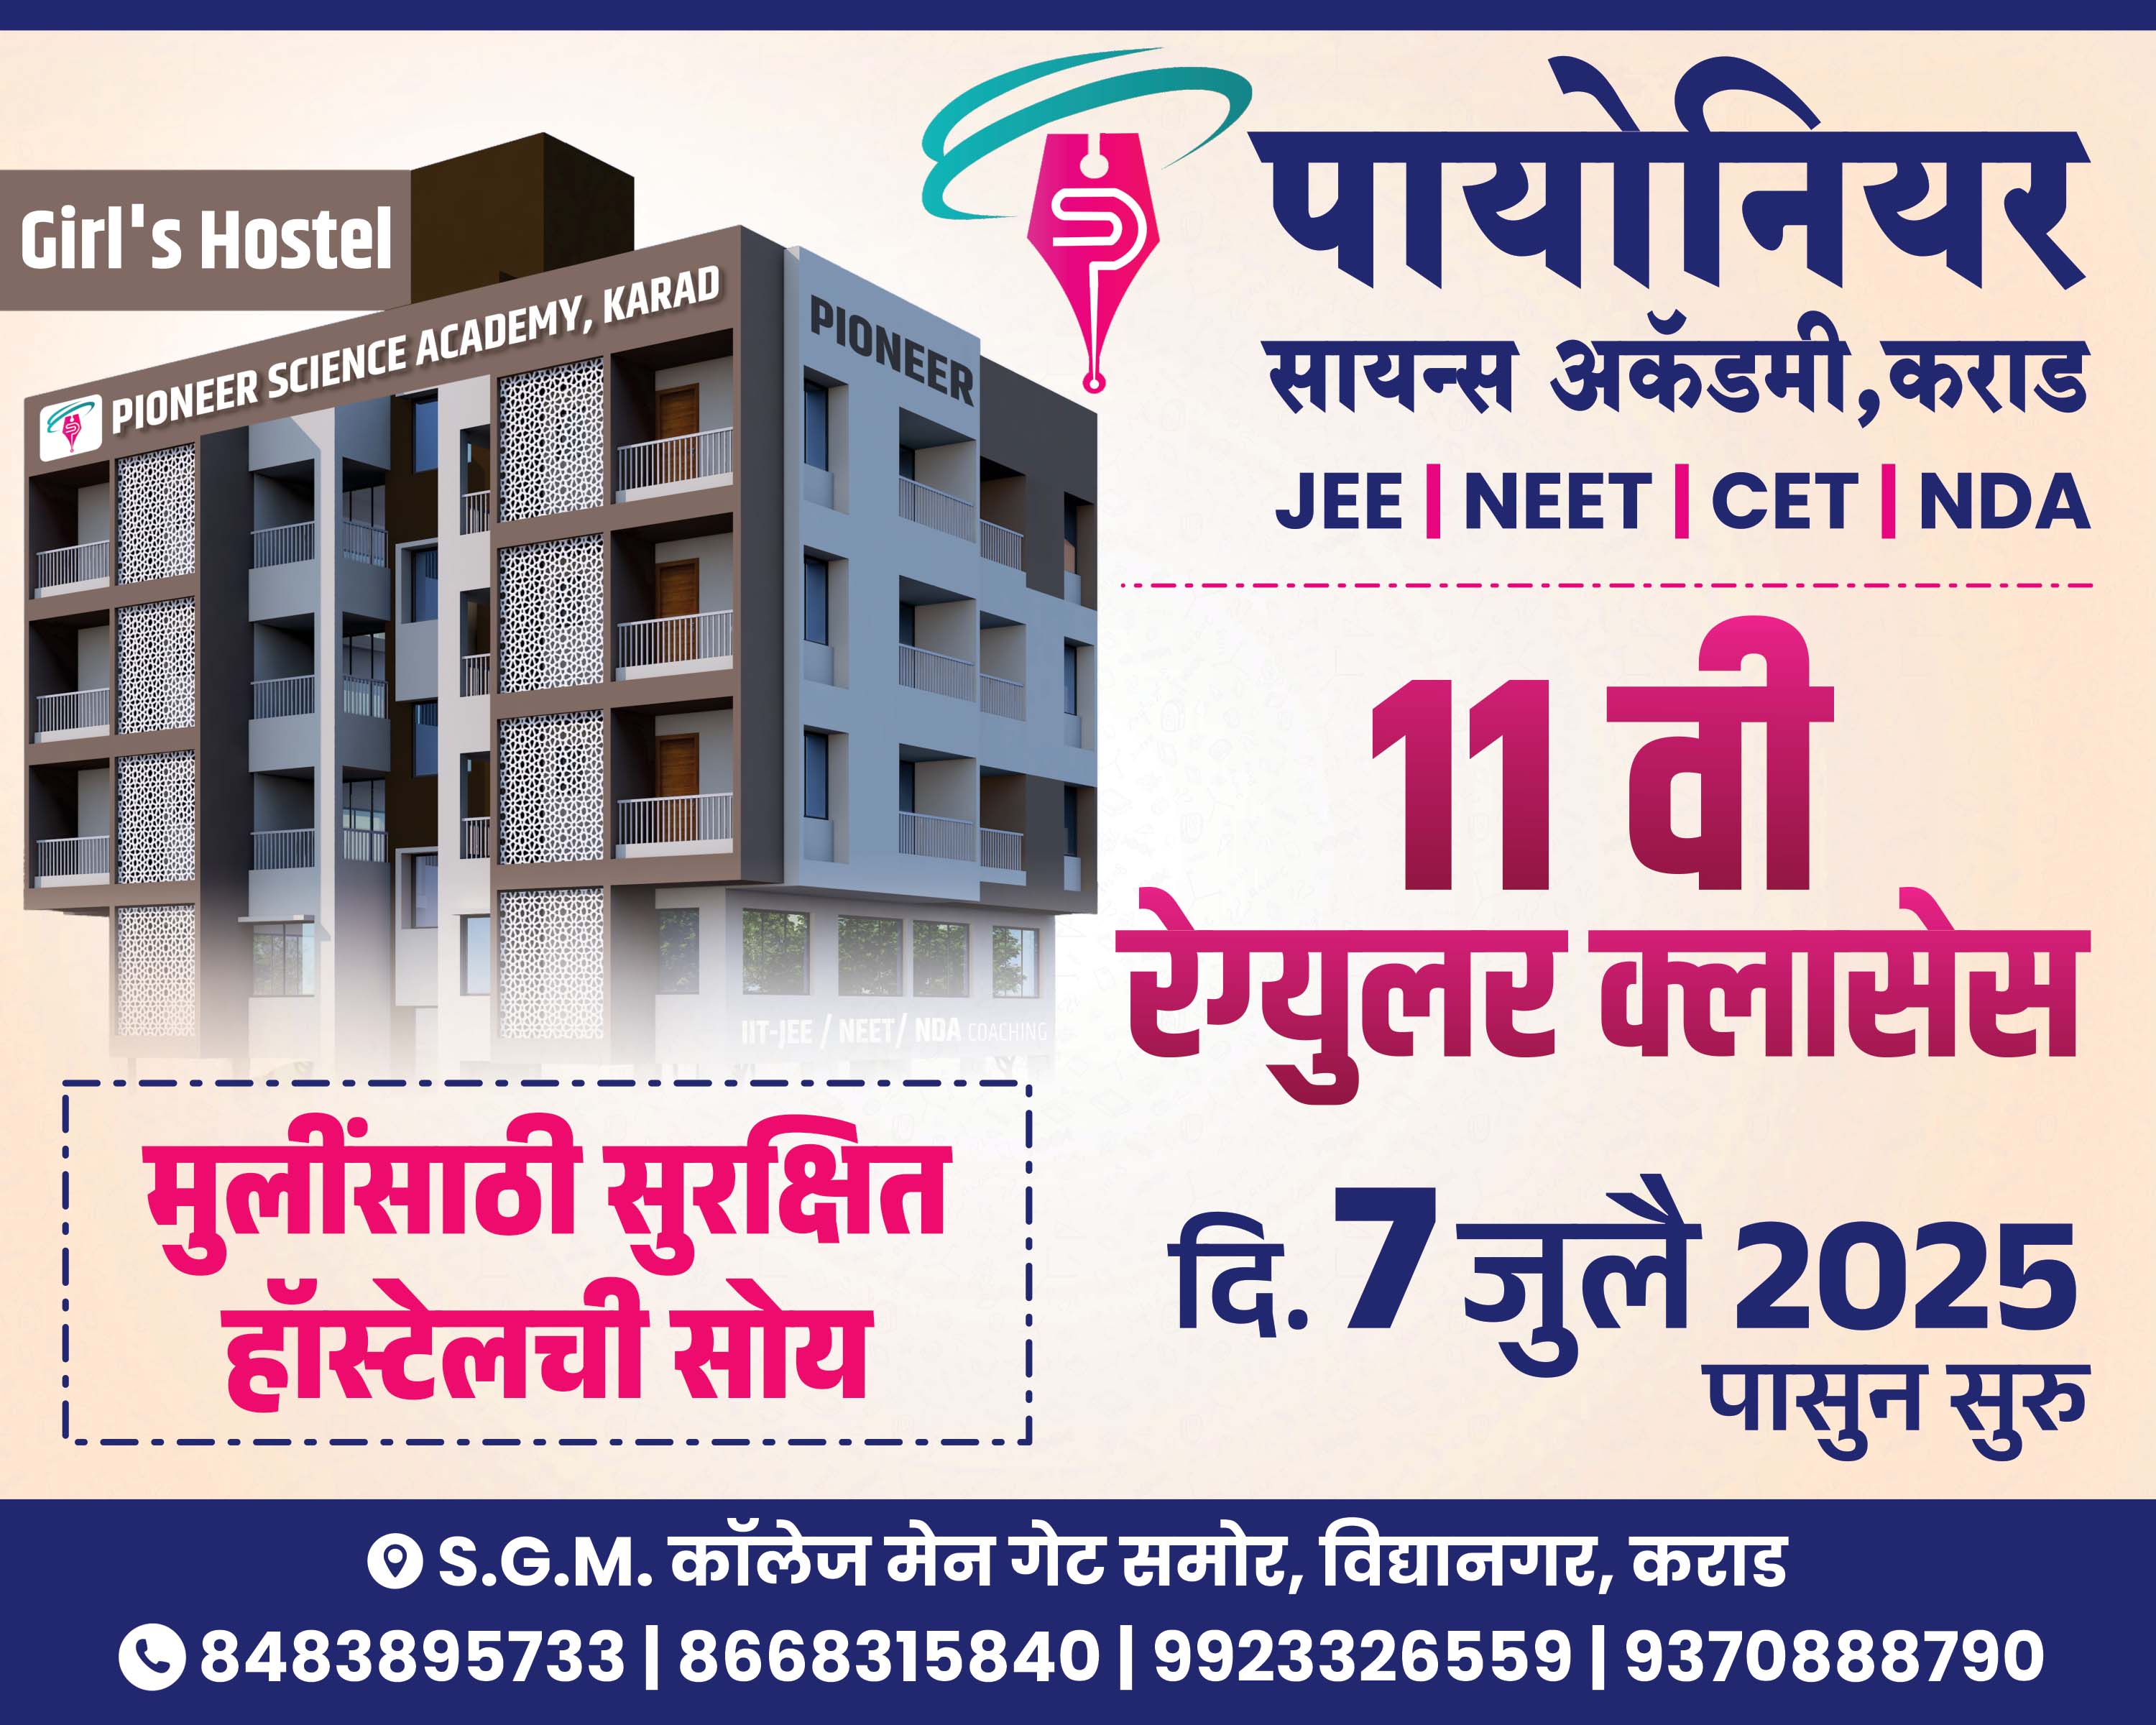 Girl's Hostel
PIONEER SCIENCE ACADEMY, KARAD
PIONEER
IIT-JEE / NEET/ NDA COACHING
पायोनियर
सायन्स अकॅडमी,कराड
JEE | NEET | CET | NDA
11 वी
रेग्युलर क्लासेस
दि. 7 जुलै 2025
पासुन सुरु
मुलींसाठी सुरक्षित
हॉस्टेलची सोय
S.G.M. कॉलेज मेन गेट समोर, विद्यानगर, कराड
8483895733 | 8668315840 | 9923326559 | 9370888790